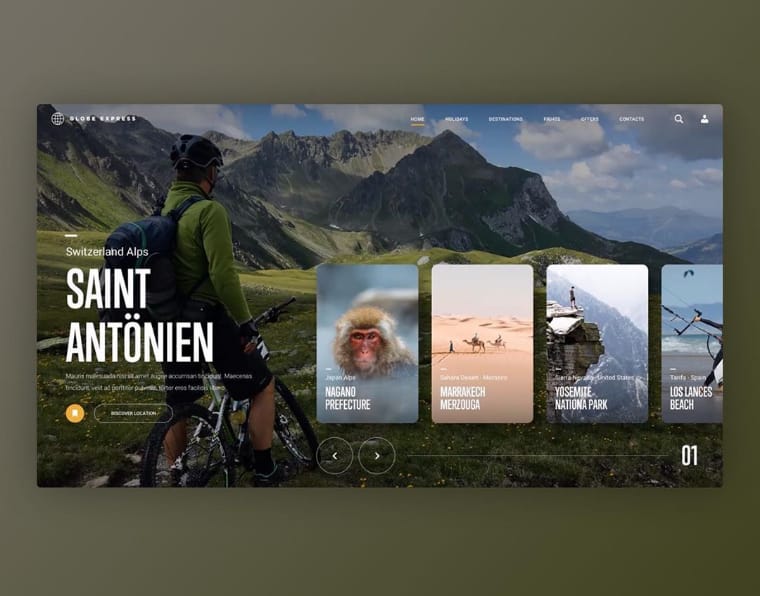 GLOBE EXPRESS
HOME HOLIDAYS DESTINATIONS FLIGHTS OFFERS CONTACTS
Switzerland Alps
SAINT
ANTÖNIEN
Mauris malesuada nisi sit amet augue accumsan tincidunt. Maecenas
tincidunt, velit ac porttitor pulvinar, tortor eros facilisis libero.
DISCOVER LOCATION
Japan Alps
NAGANO
PREFECTURE
Sahara Desert - Morocco
MARRAKECH
MERZOUGA
Sierra Nevada - United States
YOSEMITE
NATIONA PARK
Tarifa - Spain
LOS LANCES
BEACH
01